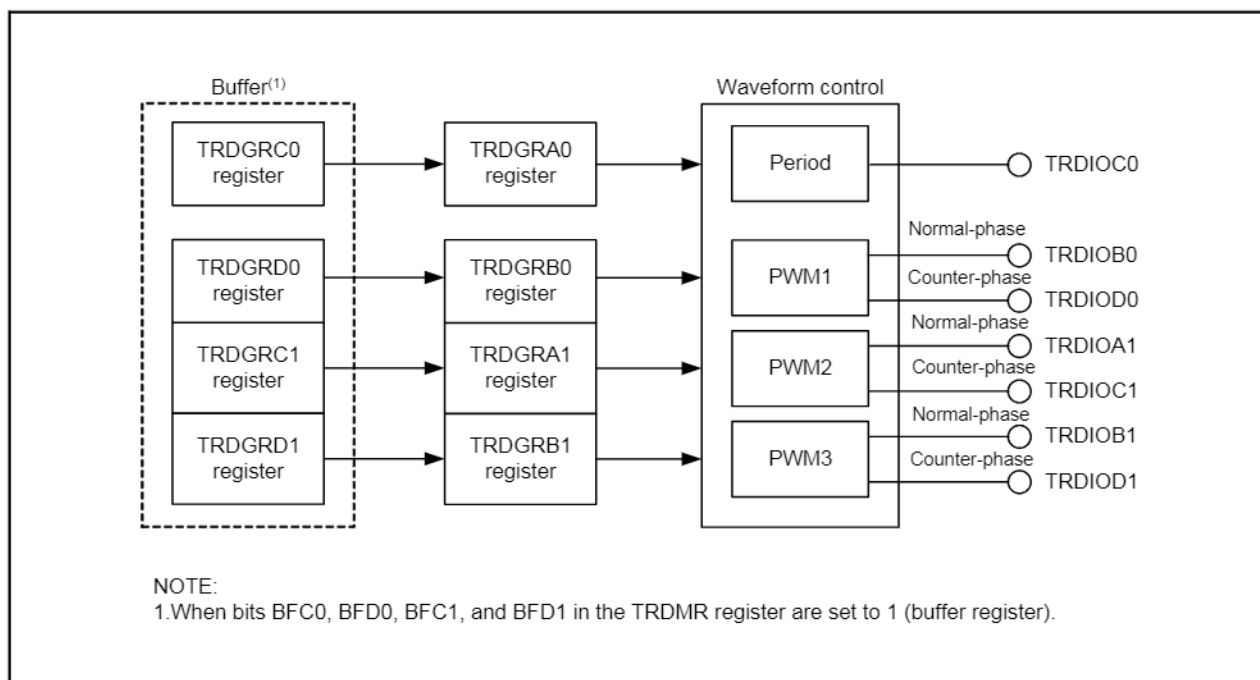 Buffer(1)
Waveform control
TRDGRC0
register
TRDGRA0
register
Period
TRDIOC0
TRDGRD0
register
TRDGRB0
register
PWM1
Normal-phase
TRDIOB0
Counter-phase
TRDIOD0
TRDGRC1
register
TRDGRA1
register
PWM2
Normal-phase
TRDIOA1
Counter-phase
TRDIOC1
TRDGRD1
register
TRDGRB1
register
PWM3
Normal-phase
TRDIOB1
Counter-phase
TRDIOD1
NOTE:
1.When bits BFC0, BFD0, BFC1, and BFD1 in the TRDMR register are set to 1 (buffer register).